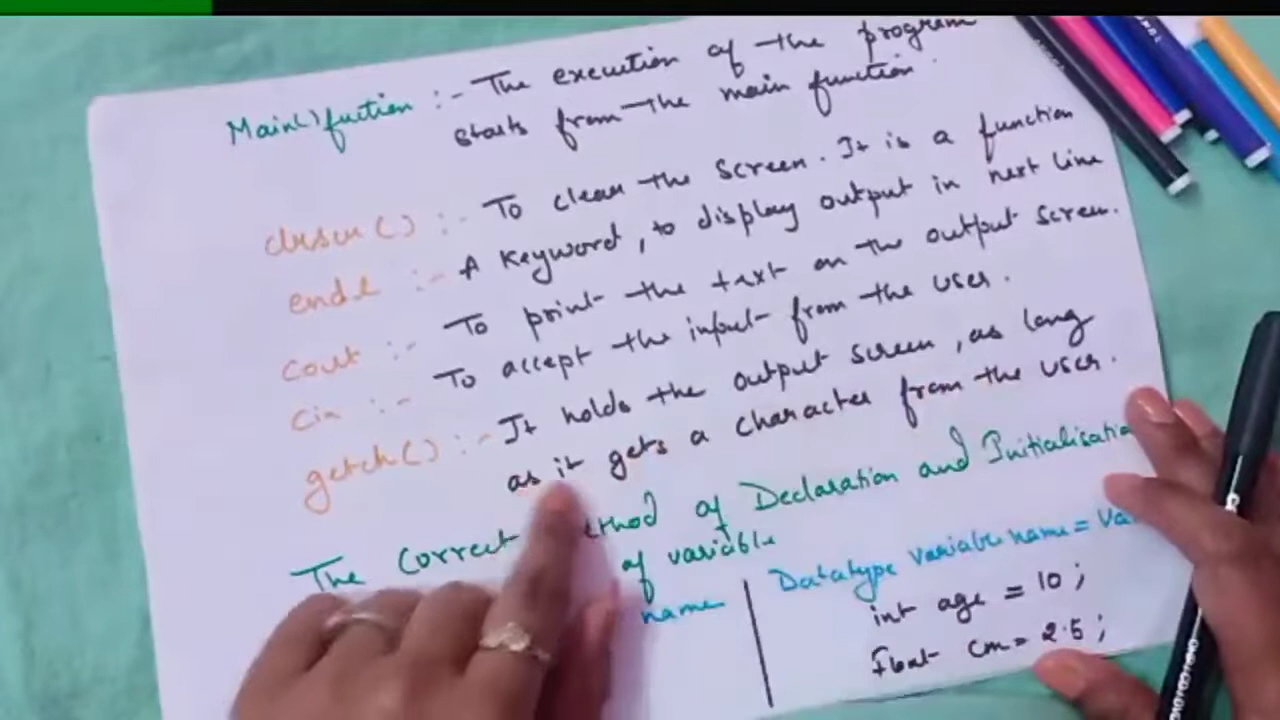 Main() fuction :- The execution of the program
starts from the main function.
clrscr() :- To clear the screen. It is a function
endl :- A keyword, to display output in next line
cout :- To print the text on the output screen.
cin :- To accept the input from the user.
getch() :- It holds the output screen, as long
as it gets a character from the user.
The correct ethod of Declaration and Initialisatio
of variable
name
Datatype variable name = Va
int age = 10 ;
float cm = 2.5 ;